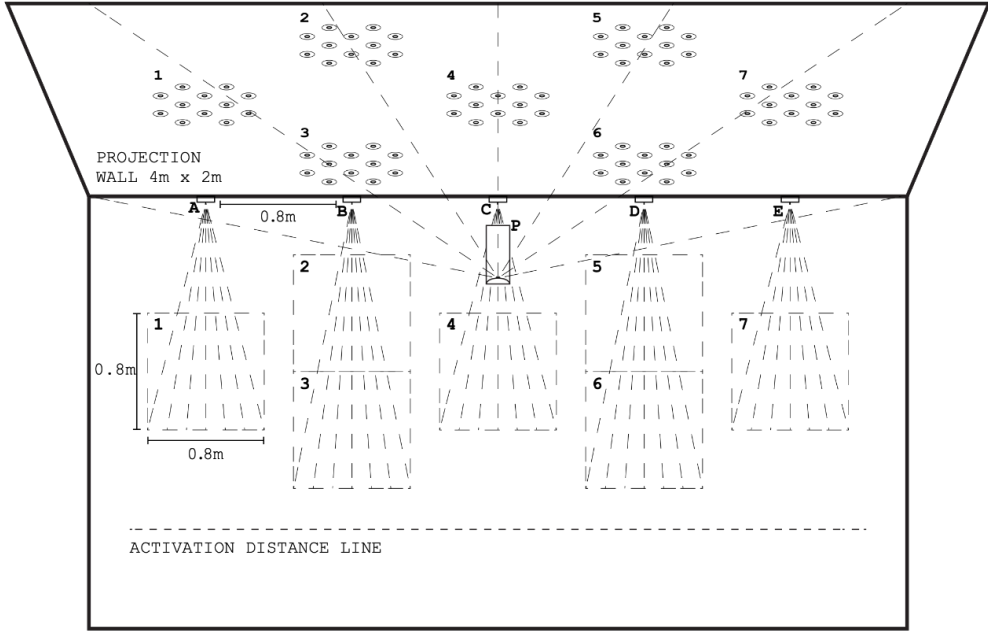 2
5
1
4
7
3
6
PROJECTION
WALL 4m x 2m
A
B
C
D
E
0.8m
P
2
5
1
4
7
0.8m
3
6
0.8m
ACTIVATION DISTANCE LINE